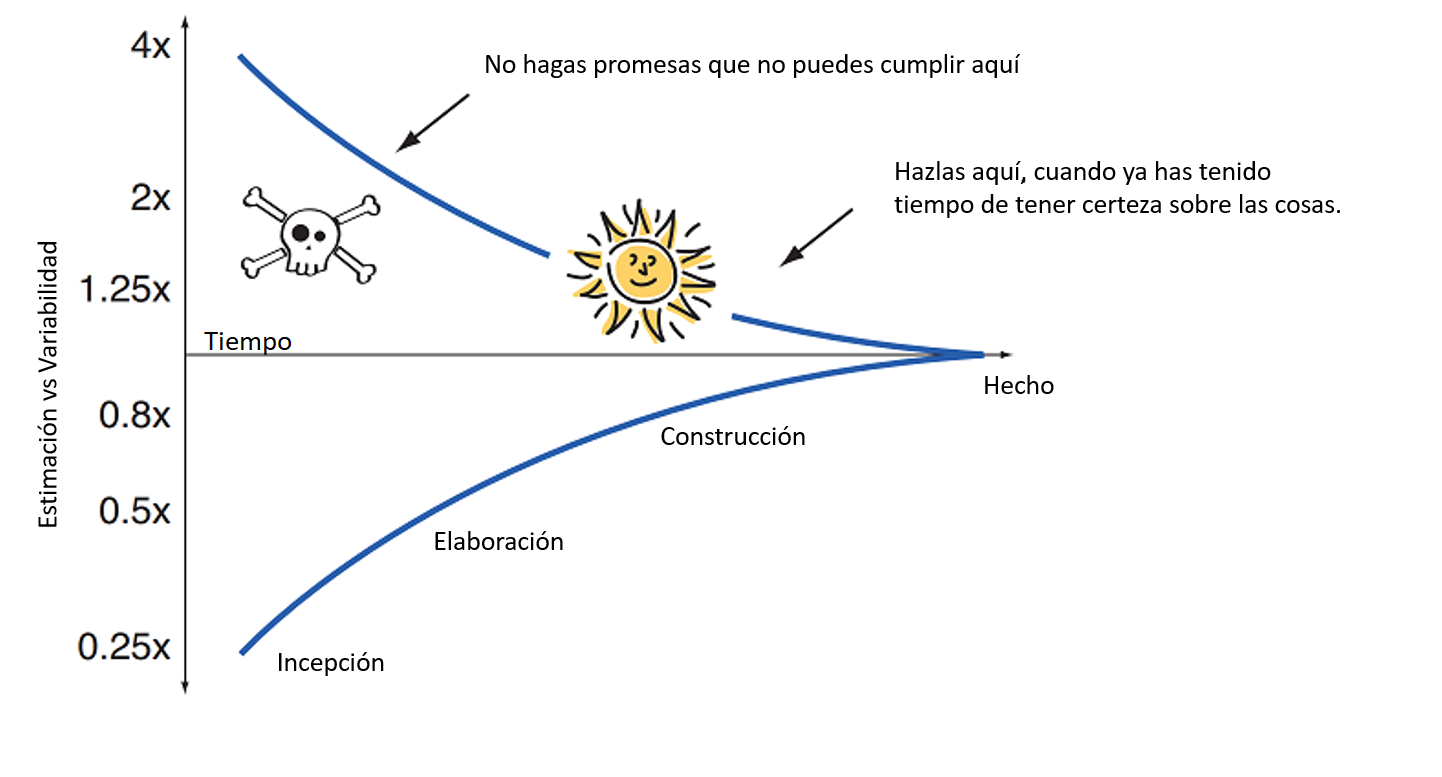 4x
No hagas promesas que no puedes cumplir aquí
Hazlas aquí, cuando ya has tenido
tiempo de tener certeza sobre las cosas.
2x
Estimación vs Variabilidad
1.25x
Tiempo
Hecho
0.8x
Construcción
0.5x
Elaboración
0.25x
Incepción